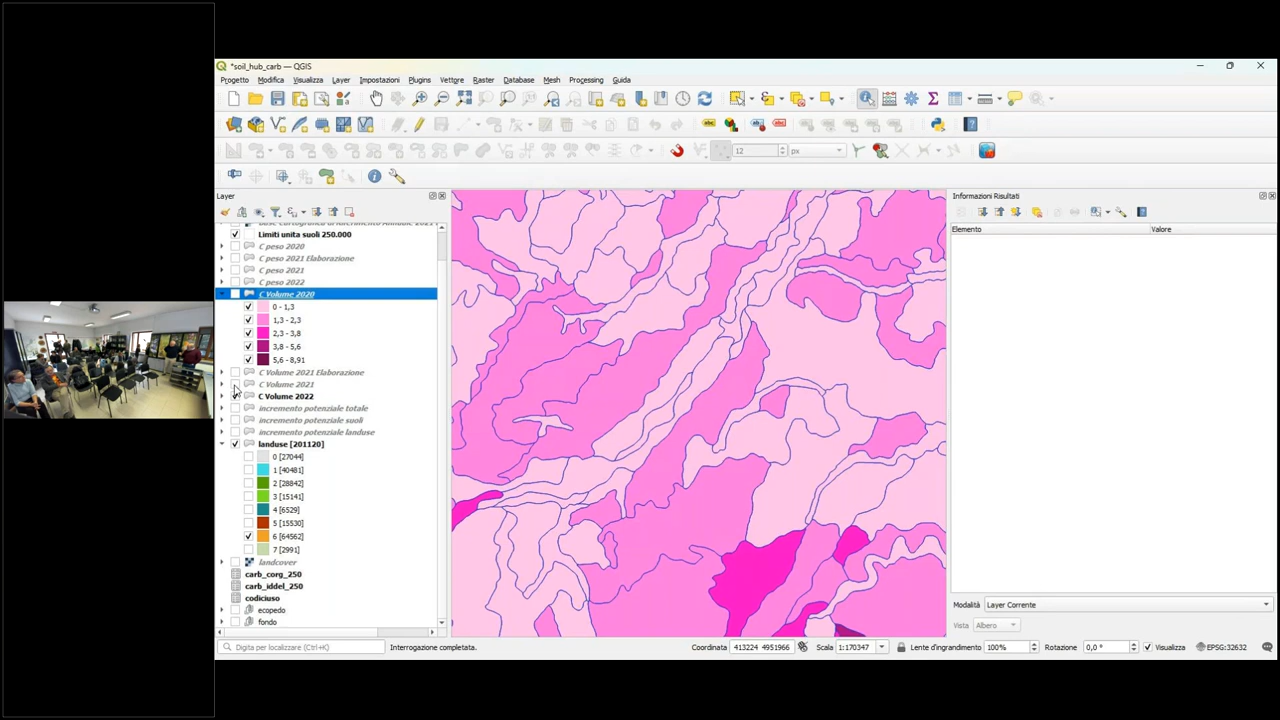 *soil_hub_carb — QGIS
Progetto Modifica Visualizza Layer Impostazioni Plugins Vettore Raster Database Mesh Processing Guida
abc abc abc
12 px
Layer
Informazioni Risultati
Limiti unita suoli 250.000
C peso 2020
C peso 2021 Elaborazione
C peso 2021
C peso 2022
C Volume 2020
0 - 1,3
1,3 - 2,3
2,3 - 3,8
3,8 - 5,6
5,6 - 8,91
C Volume 2021 Elaborazione
C Volume 2021
C Volume 2022
incremento potenziale totale
incremento potenziale suoli
incremento potenziale landuse
landuse [201120]
0 [27044]
1 [40481]
2 [28842]
3 [15141]
4 [6529]
5 [15530]
6 [64562]
7 [2991]
landcover
carb_corg_250
carb_iddel_250
codiciuso
ecopedo
fondo
Elemento Valore
Modalità Layer Corrente
Vista Albero
Digita per localizzare (Ctrl+K) Interrogazione completata. Coordinata 413224 4951966 Scala 1:170347 Lente d'ingrandimento 100% Rotazione 0,0 ° Visualizza EPSG:32632